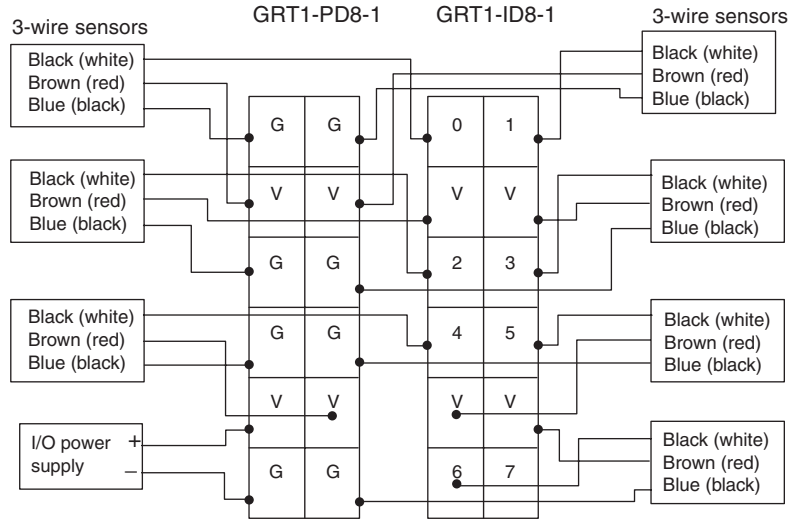 GRT1-PD8-1 GRT1-ID8-1
3-wire sensors 3-wire sensors
Black (white)
Brown (red)
Blue (black)
Black (white)
Brown (red)
Blue (black)
G G 0 1
V V V V
Black (white)
Brown (red)
Blue (black)
Black (white)
Brown (red)
Blue (black)
G G 2 3
G G 4 5
Black (white)
Brown (red)
Blue (black)
Black (white)
Brown (red)
Blue (black)
V V V V
I/O power +
supply –
G G 6 7
Black (white)
Brown (red)
Blue (black)